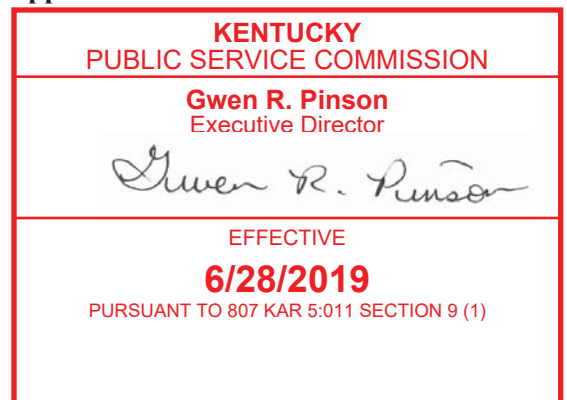 KENTUCKY
PUBLIC SERVICE COMMISSION
Gwen R. Pinson
Executive Director
Gwen R. Pinson
EFFECTIVE
6/28/2019
PURSUANT TO 807 KAR 5:011 SECTION 9 (1)